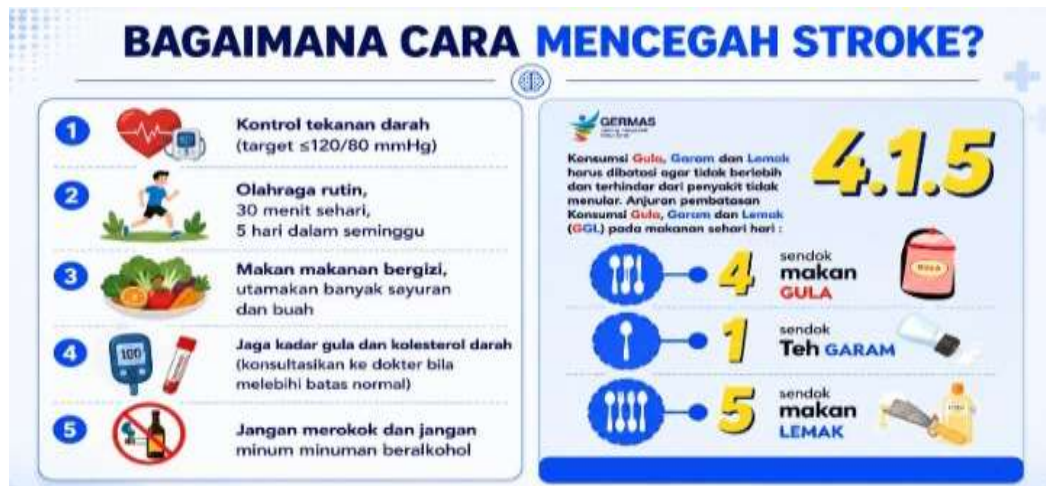 BAGAIMANA CARA MENCEGAH STROKE?
1
Kontrol tekanan darah
(target ≤120/80 mmHg)
2
Olahraga rutin,
30 menit sehari,
5 hari dalam seminggu
3
Makan makanan bergizi,
utamakan banyak sayuran
dan buah
4
100
Jaga kadar gula dan kolesterol darah
(konsultasikan ke dokter bila
melebihi batas normal)
5
Jangan merokok dan jangan
minum minuman beralkohol
GERMAS
4.1.5
Konsumsi Gula, Garam dan Lemak
harus dibatasi agar tidak berlebih
dan terhindar dari penyakit tidak
menular. Anjuran pembatasan
Konsumsi Gula, Garam dan Lemak
(GGL) pada makanan sehari hari :
4
sendok
makan
GULA
1
sendok
Teh GARAM
5
sendok
makan
LEMAK